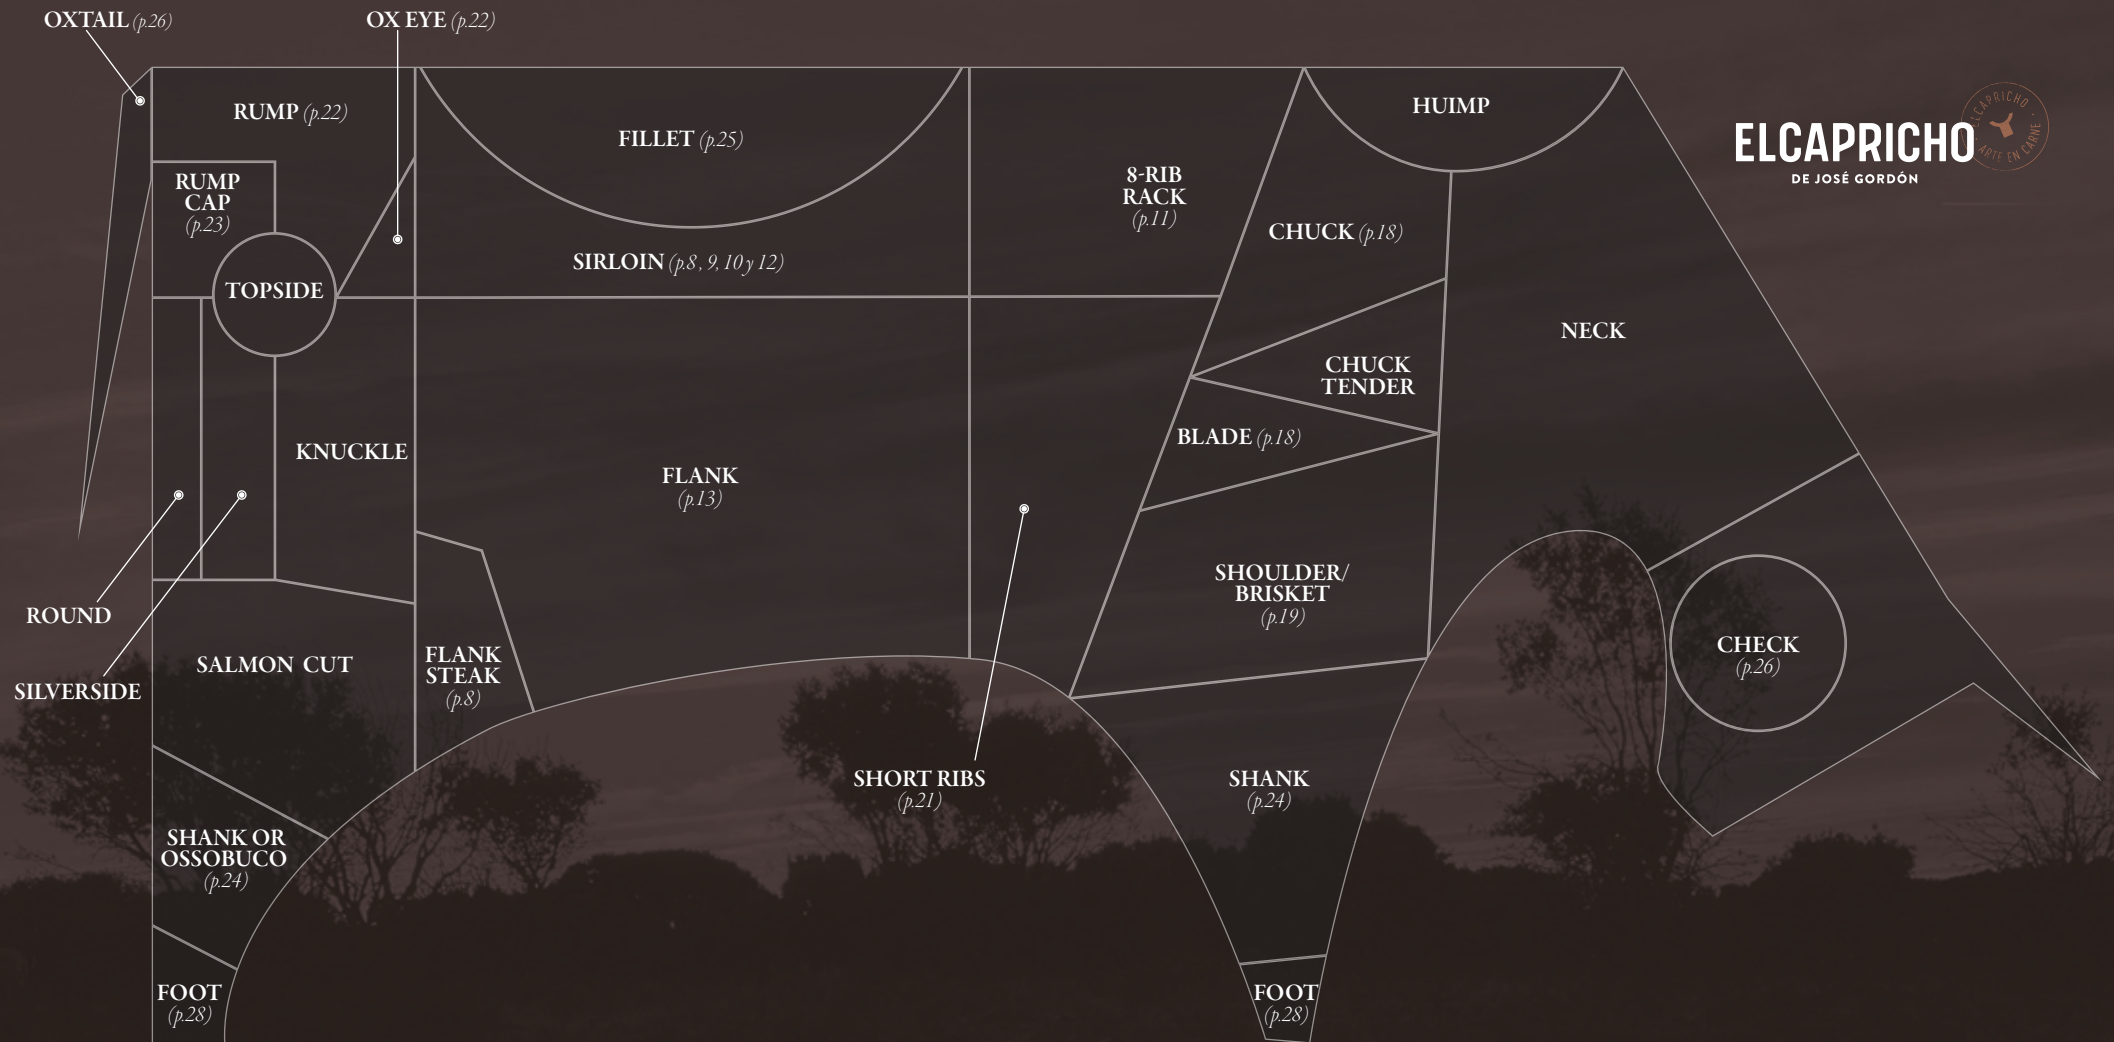 OXTAIL (p.26)
OX EYE (p.22)
RUMP (p.22)
FILLET (p.25)
HUIMP
ELCAPRICHO
DE JOSÉ GORDÓN
ELCAPRICHO
ARTE EN CARNE
RUMP
CAP
(p.23)
8-RIB
RACK
(p.11)
CHUCK (p.18)
SIRLOIN (p.8, 9, 10 y 12)
TOPSIDE
NECK
CHUCK
TENDER
BLADE (p.18)
KNUCKLE
FLANK
(p.13)
SHOULDER/
BRISKET
(p.19)
ROUND
CHECK
(p.26)
SALMON CUT
FLANK
STEAK
(p.8)
SILVERSIDE
SHORT RIBS
(p.21)
SHANK
(p.24)
SHANK OR
OSSOBUCO
(p.24)
FOOT
(p.28)
FOOT
(p.28)